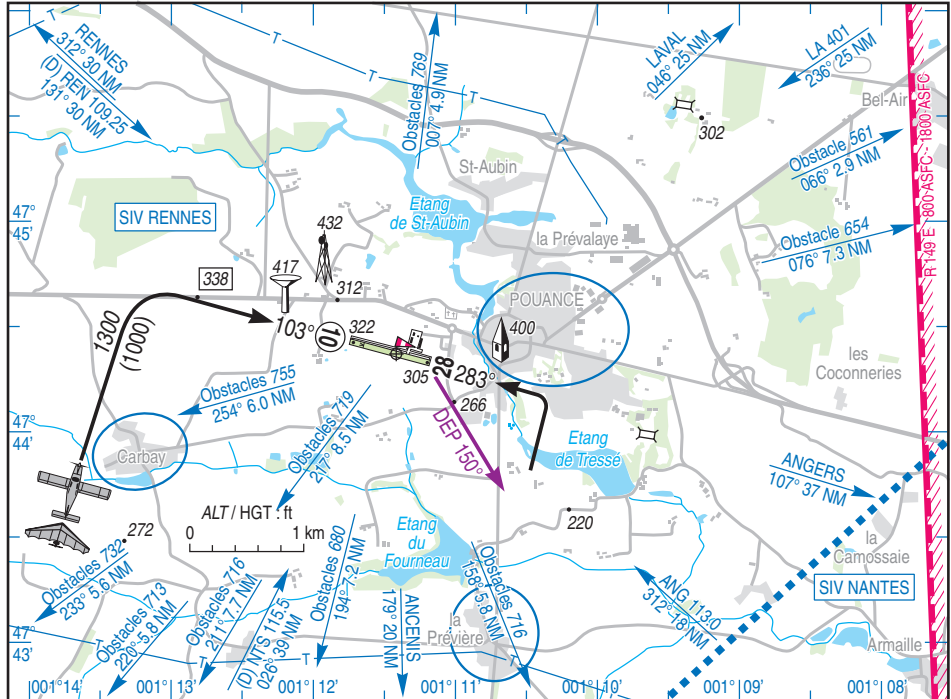 RENNES
312° 30 NM
(D) REN 109.25
131° 30 NM
T
T
Obstacles 769
007° 4.9 NM
T
T
LAVAL
046° 25 NM
LA 401
236° 25 NM
302
Bel-Air
Obstacle 561
066° 2.9 NM
R 149 E 800 ASFC - 1800 ASFC
St-Aubin
47°
45'
SIV RENNES
Etang
de St-Aubin
la Prévalaye
Obstacle 654
076° 7.3 NM
432
417
338
312
POUANCE
400
1300
(1000)
103°
10
322
305
28
283°
les
Coconneries
Obstacles 755
254° 6.0 NM
Obstacles 719
217° 8.5 NM
266
DEP 150°
47°
44'
Carbay
Etang
de Tressé
ANGERS
107° 37 NM
ALT / HGT : ft
0
1 km
272
220
Etang
du
Fourneau
la
Camossaie
Obstacles 732
233° 5.6 NM
Obstacles 713
220° 5.8 NM
Obstacles 716
211° 7.7 NM
(D) NTS 115.5
026° 39 NM
Obstacles 680
194° 7.2 NM
ANCENIS
179° 20 NM
Obstacles 716
158° 5.8 NM
ANG 113.0
312° 18 NM
SIV NANTES
la
Prévière
Armaille
47°
43'
T
T
T
T
001°14'
001°13'
001°12'
001°11'
001°10'
001°09'
001°08'